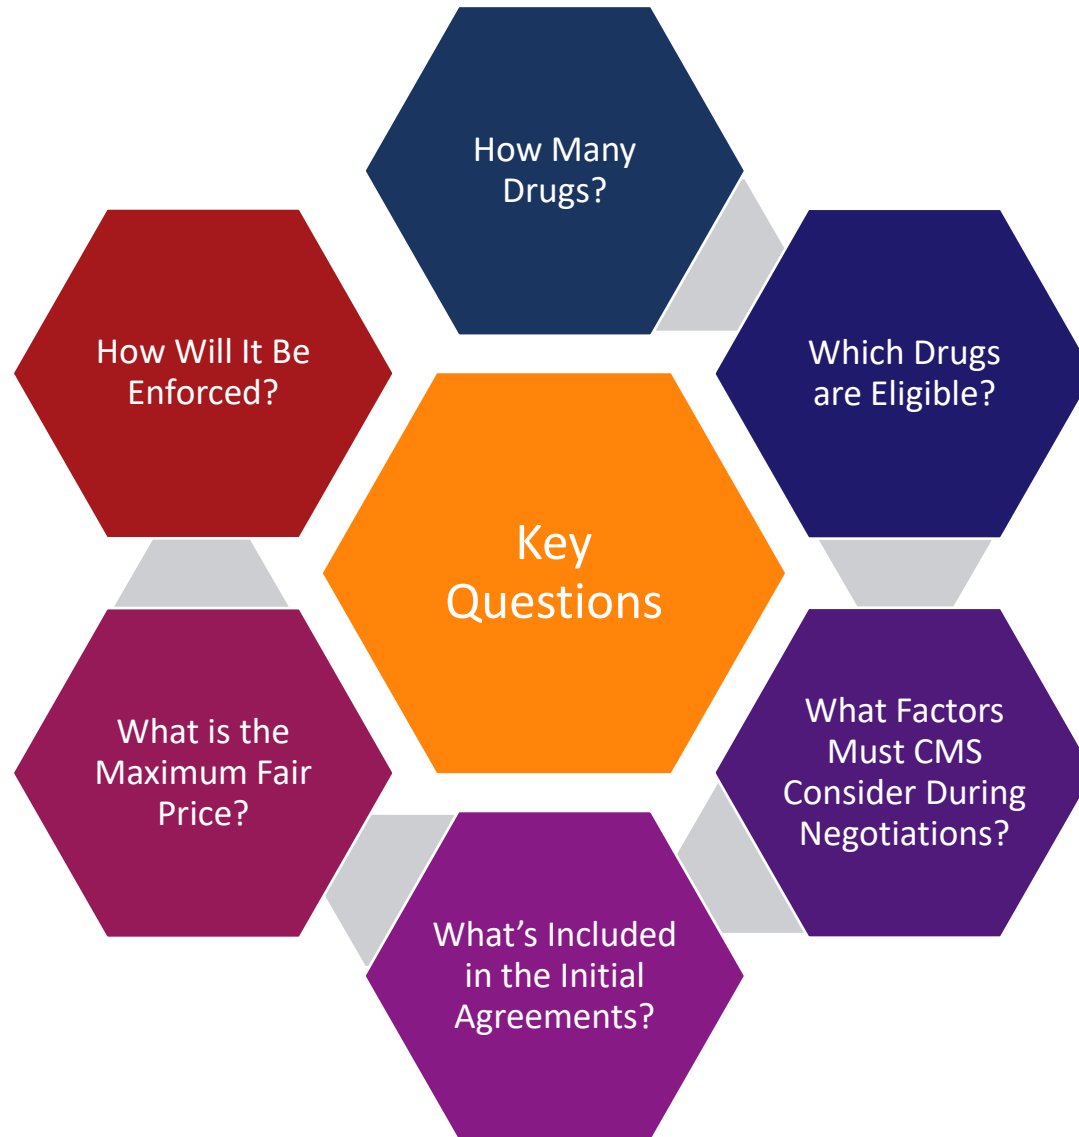 How Many
Drugs?
Which Drugs
are Eligible?
What Factors
Must CMS
Consider During
Negotiations?
What’s Included
in the Initial
Agreements?
What is the
Maximum Fair
Price?
How Will It Be
Enforced?
Key
Questions